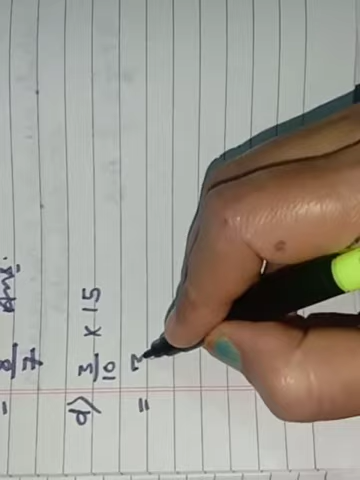 = 8/7 Ans.
d) 3/10 x 15
=